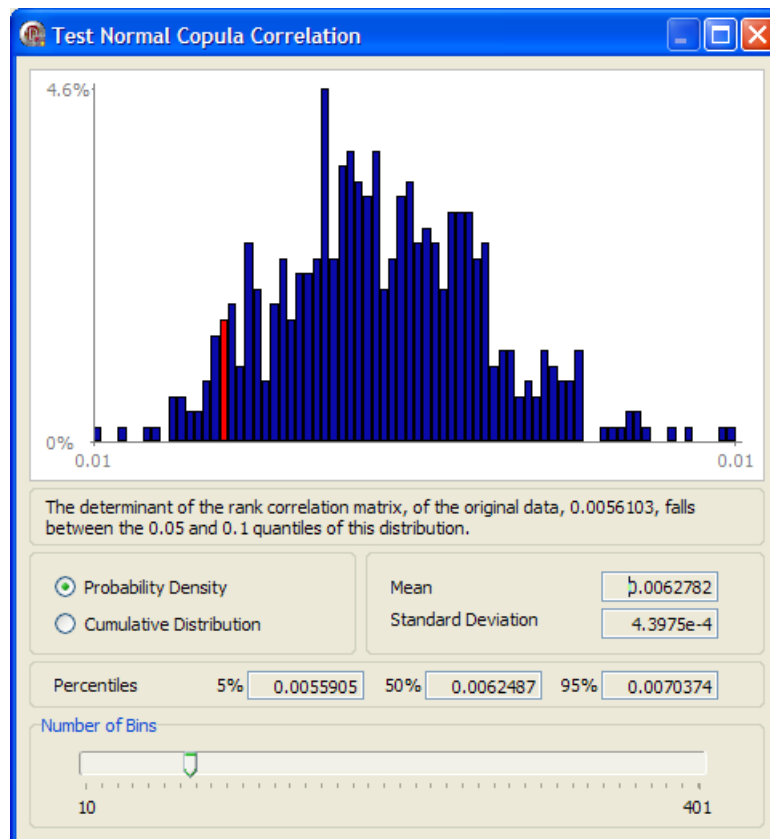 Test Normal Copula Correlation
4.6%
0%
0.01 0.01
The determinant of the rank correlation matrix, of the original data, 0.0056103, falls
between the 0.05 and 0.1 quantiles of this distribution.
Probability Density
Cumulative Distribution
Mean 0.0062782
Standard Deviation 4.3975e-4
Percentiles 5% 0.0055905 50% 0.0062487 95% 0.0070374
Number of Bins
10 401